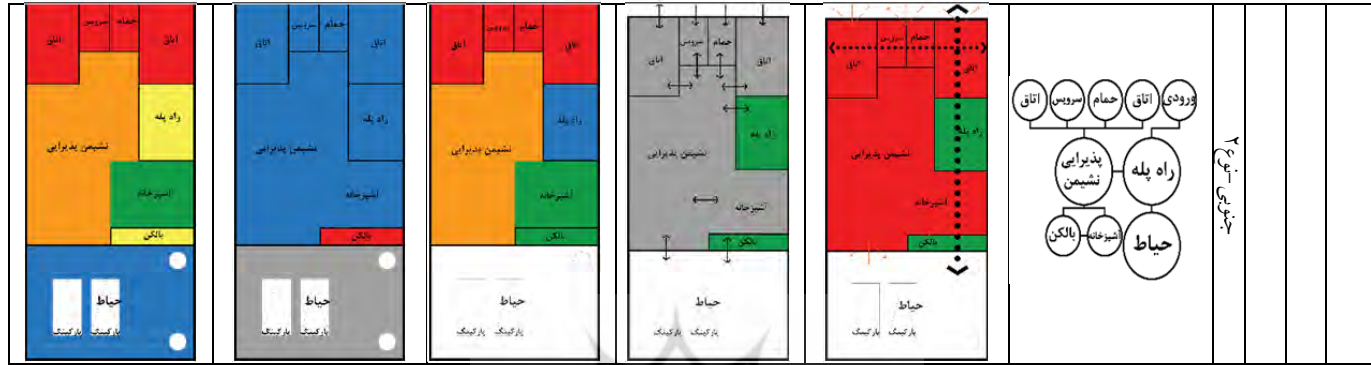 جنوبی –نوع ۲
ورودی اتاق حمام سرویس اتاق
راه پله پذیرایی نشیمن
حیاط آشپزخانه بالکن
حمام سرویس
اتاق اتاق
راه پله
نشیمن پذیرایی
آشپزخانه
بالکن
حیاط
پارکینگ پارکینگ
حمام سرویس
اتاق اتاق
راه پله
نشیمن پذیرایی
آشپزخانه
بالکن
حیاط
پارکینگ پارکینگ
حمام سرویس
اتاق اتاق
راه پله
نشیمن پذیرایی
آشپزخانه
بالکن
حیاط
پارکینگ پارکینگ
حمام سرویس
اتاق اتاق
راه پله
نشیمن پذیرایی
آشپزخانه
بالکن
حیاط
پارکینگ پارکینگ
حمام سرویس
اتاق اتاق
راه پله
نشیمن پذیرایی
آشپزخانه
بالکن
حیاط
پارکینگ پارکینگ